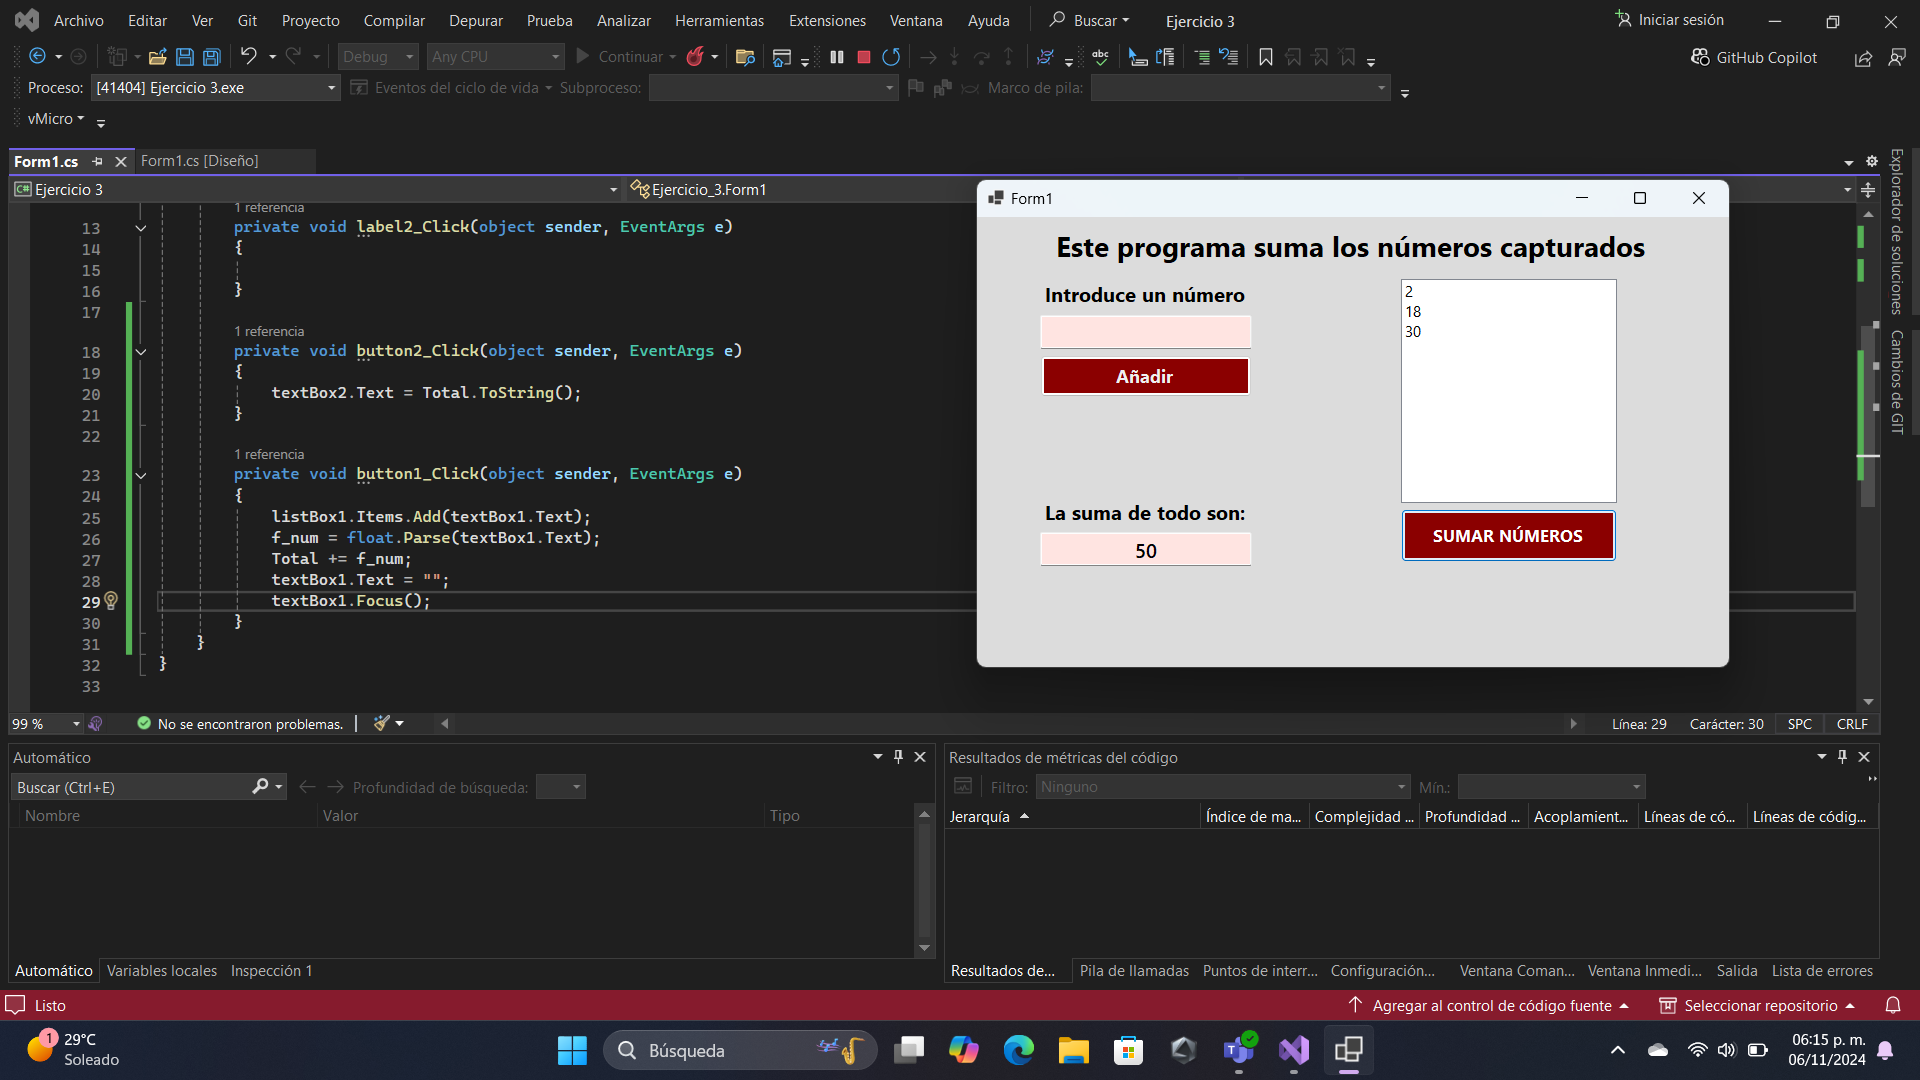 Archivo Editar Ver Git Proyecto Compilar Depurar Prueba Analizar Herramientas Extensiones Ventana Ayuda Buscar Ejercicio 3 Iniciar sesión
Debug Any CPU Continuar GitHub Copilot
Proceso: [41404] Ejercicio 3.exe Eventos del ciclo de vida Subproceso: Marco de pila:
vMicro
Form1.cs Form1.cs [Diseño]
C# Ejercicio 3 Ejercicio_3.Form1
1 referencia
13 private void label2_Click(object sender, EventArgs e)
14 {
15
16 }
17
1 referencia
18 private void button2_Click(object sender, EventArgs e)
19 {
20 textBox2.Text = Total.ToString();
21 }
22
1 referencia
23 private void button1_Click(object sender, EventArgs e)
24 {
25 listBox1.Items.Add(textBox1.Text);
26 f_num = float.Parse(textBox1.Text);
27 Total += f_num;
28 textBox1.Text = "";
29 textBox1.Focus();
30 }
31 }
32 }
33
Form1
Este programa suma los números capturados
Introduce un número
Añadir
2
18
30
La suma de todo son:
50
SUMAR NÚMEROS
Explorador de soluciones
Cambios de GIT
99 % No se encontraron problemas. Línea: 29 Carácter: 30 SPC CRLF
Automático
Buscar (Ctrl+E) Profundidad de búsqueda:
Nombre Valor Tipo
Automático Variables locales Inspección 1
Resultados de métricas del código
Filtro: Ninguno Mín.:
Jerarquía Índice de ma... Complejidad ... Profundidad ... Acoplamient... Líneas de có... Líneas de códig...
Resultados de... Pila de llamadas Puntos de interr... Configuración... Ventana Coman... Ventana Inmedi... Salida Lista de errores
Listo Agregar al control de código fuente Seleccionar repositorio
1 29°C
Soleado
Búsqueda
06:15 p. m.
06/11/2024